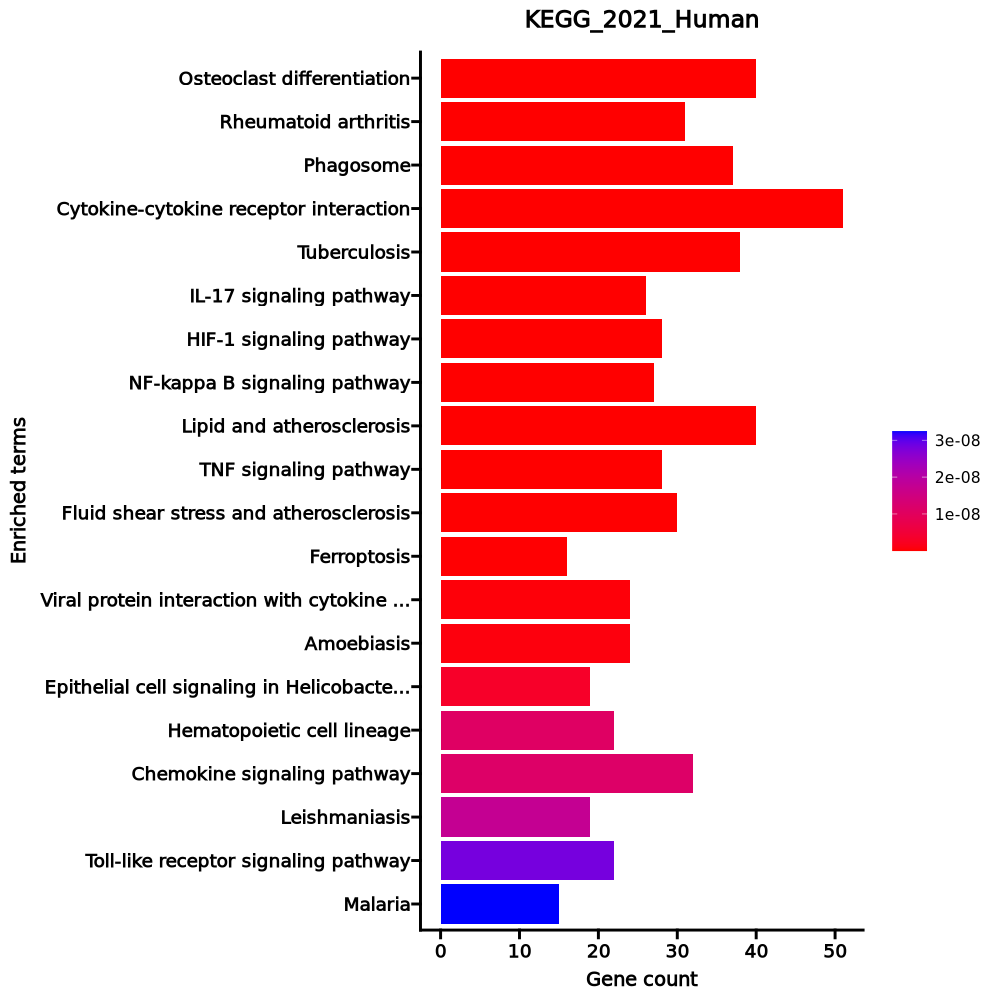 KEGG_2021_Human
Osteoclast differentiation
Rheumatoid arthritis
Phagosome
Cytokine-cytokine receptor interaction
Tuberculosis
IL-17 signaling pathway
HIF-1 signaling pathway
NF-kappa B signaling pathway
Lipid and atherosclerosis
TNF signaling pathway
Fluid shear stress and atherosclerosis
Ferroptosis
Viral protein interaction with cytokine ...
Amoebiasis
Epithelial cell signaling in Helicobacte...
Hematopoietic cell lineage
Chemokine signaling pathway
Leishmaniasis
Toll-like receptor signaling pathway
Malaria
Enriched terms
0 10 20 30 40 50
Gene count
3e-08
2e-08
1e-08